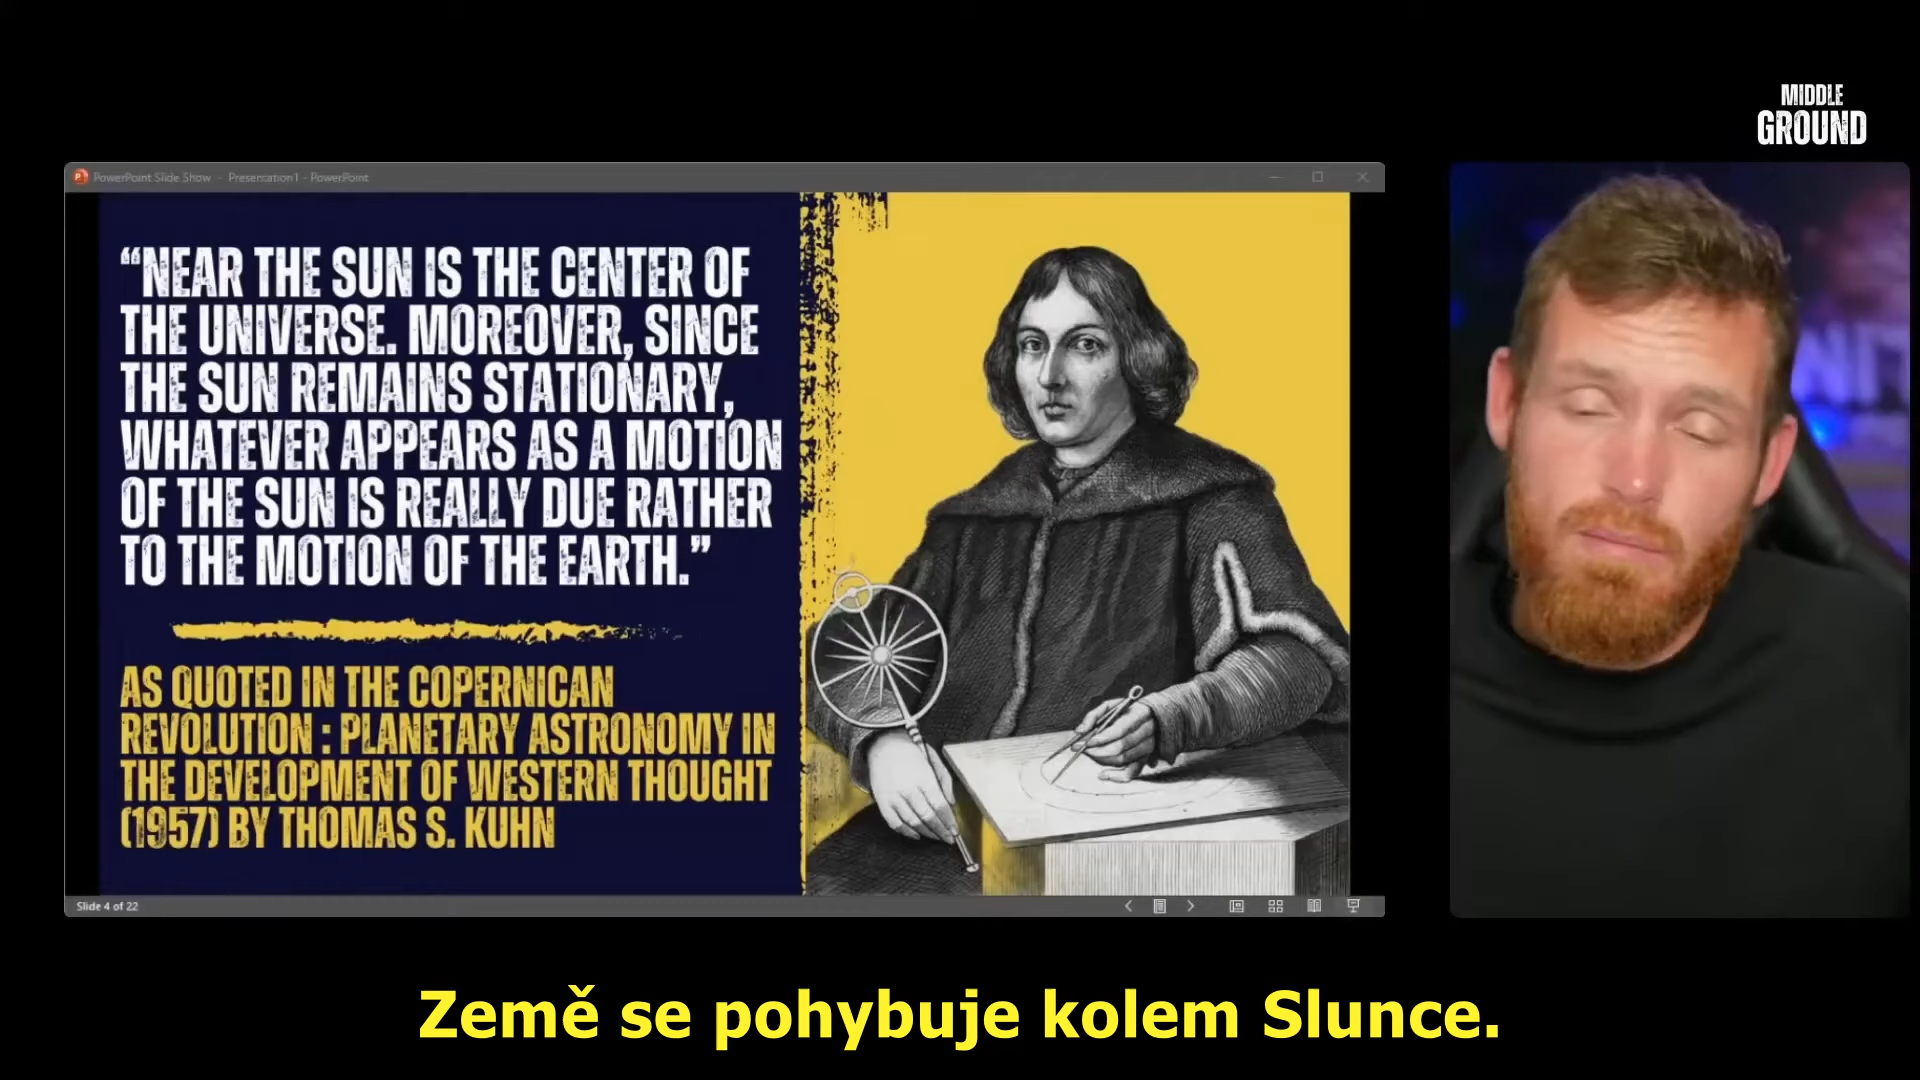 MIDDLE
GROUND
PowerPoint Slide Show - Presentation1 - PowerPoint
“NEAR THE SUN IS THE CENTER OF
THE UNIVERSE. MOREOVER, SINCE
THE SUN REMAINS STATIONARY,
WHATEVER APPEARS AS A MOTION
OF THE SUN IS REALLY DUE RATHER
TO THE MOTION OF THE EARTH.”
AS QUOTED IN THE COPERNICAN
REVOLUTION : PLANETARY ASTRONOMY IN
THE DEVELOPMENT OF WESTERN THOUGHT
(1957) BY THOMAS S. KUHN
Slide 4 of 22
Země se pohybuje kolem Slunce.